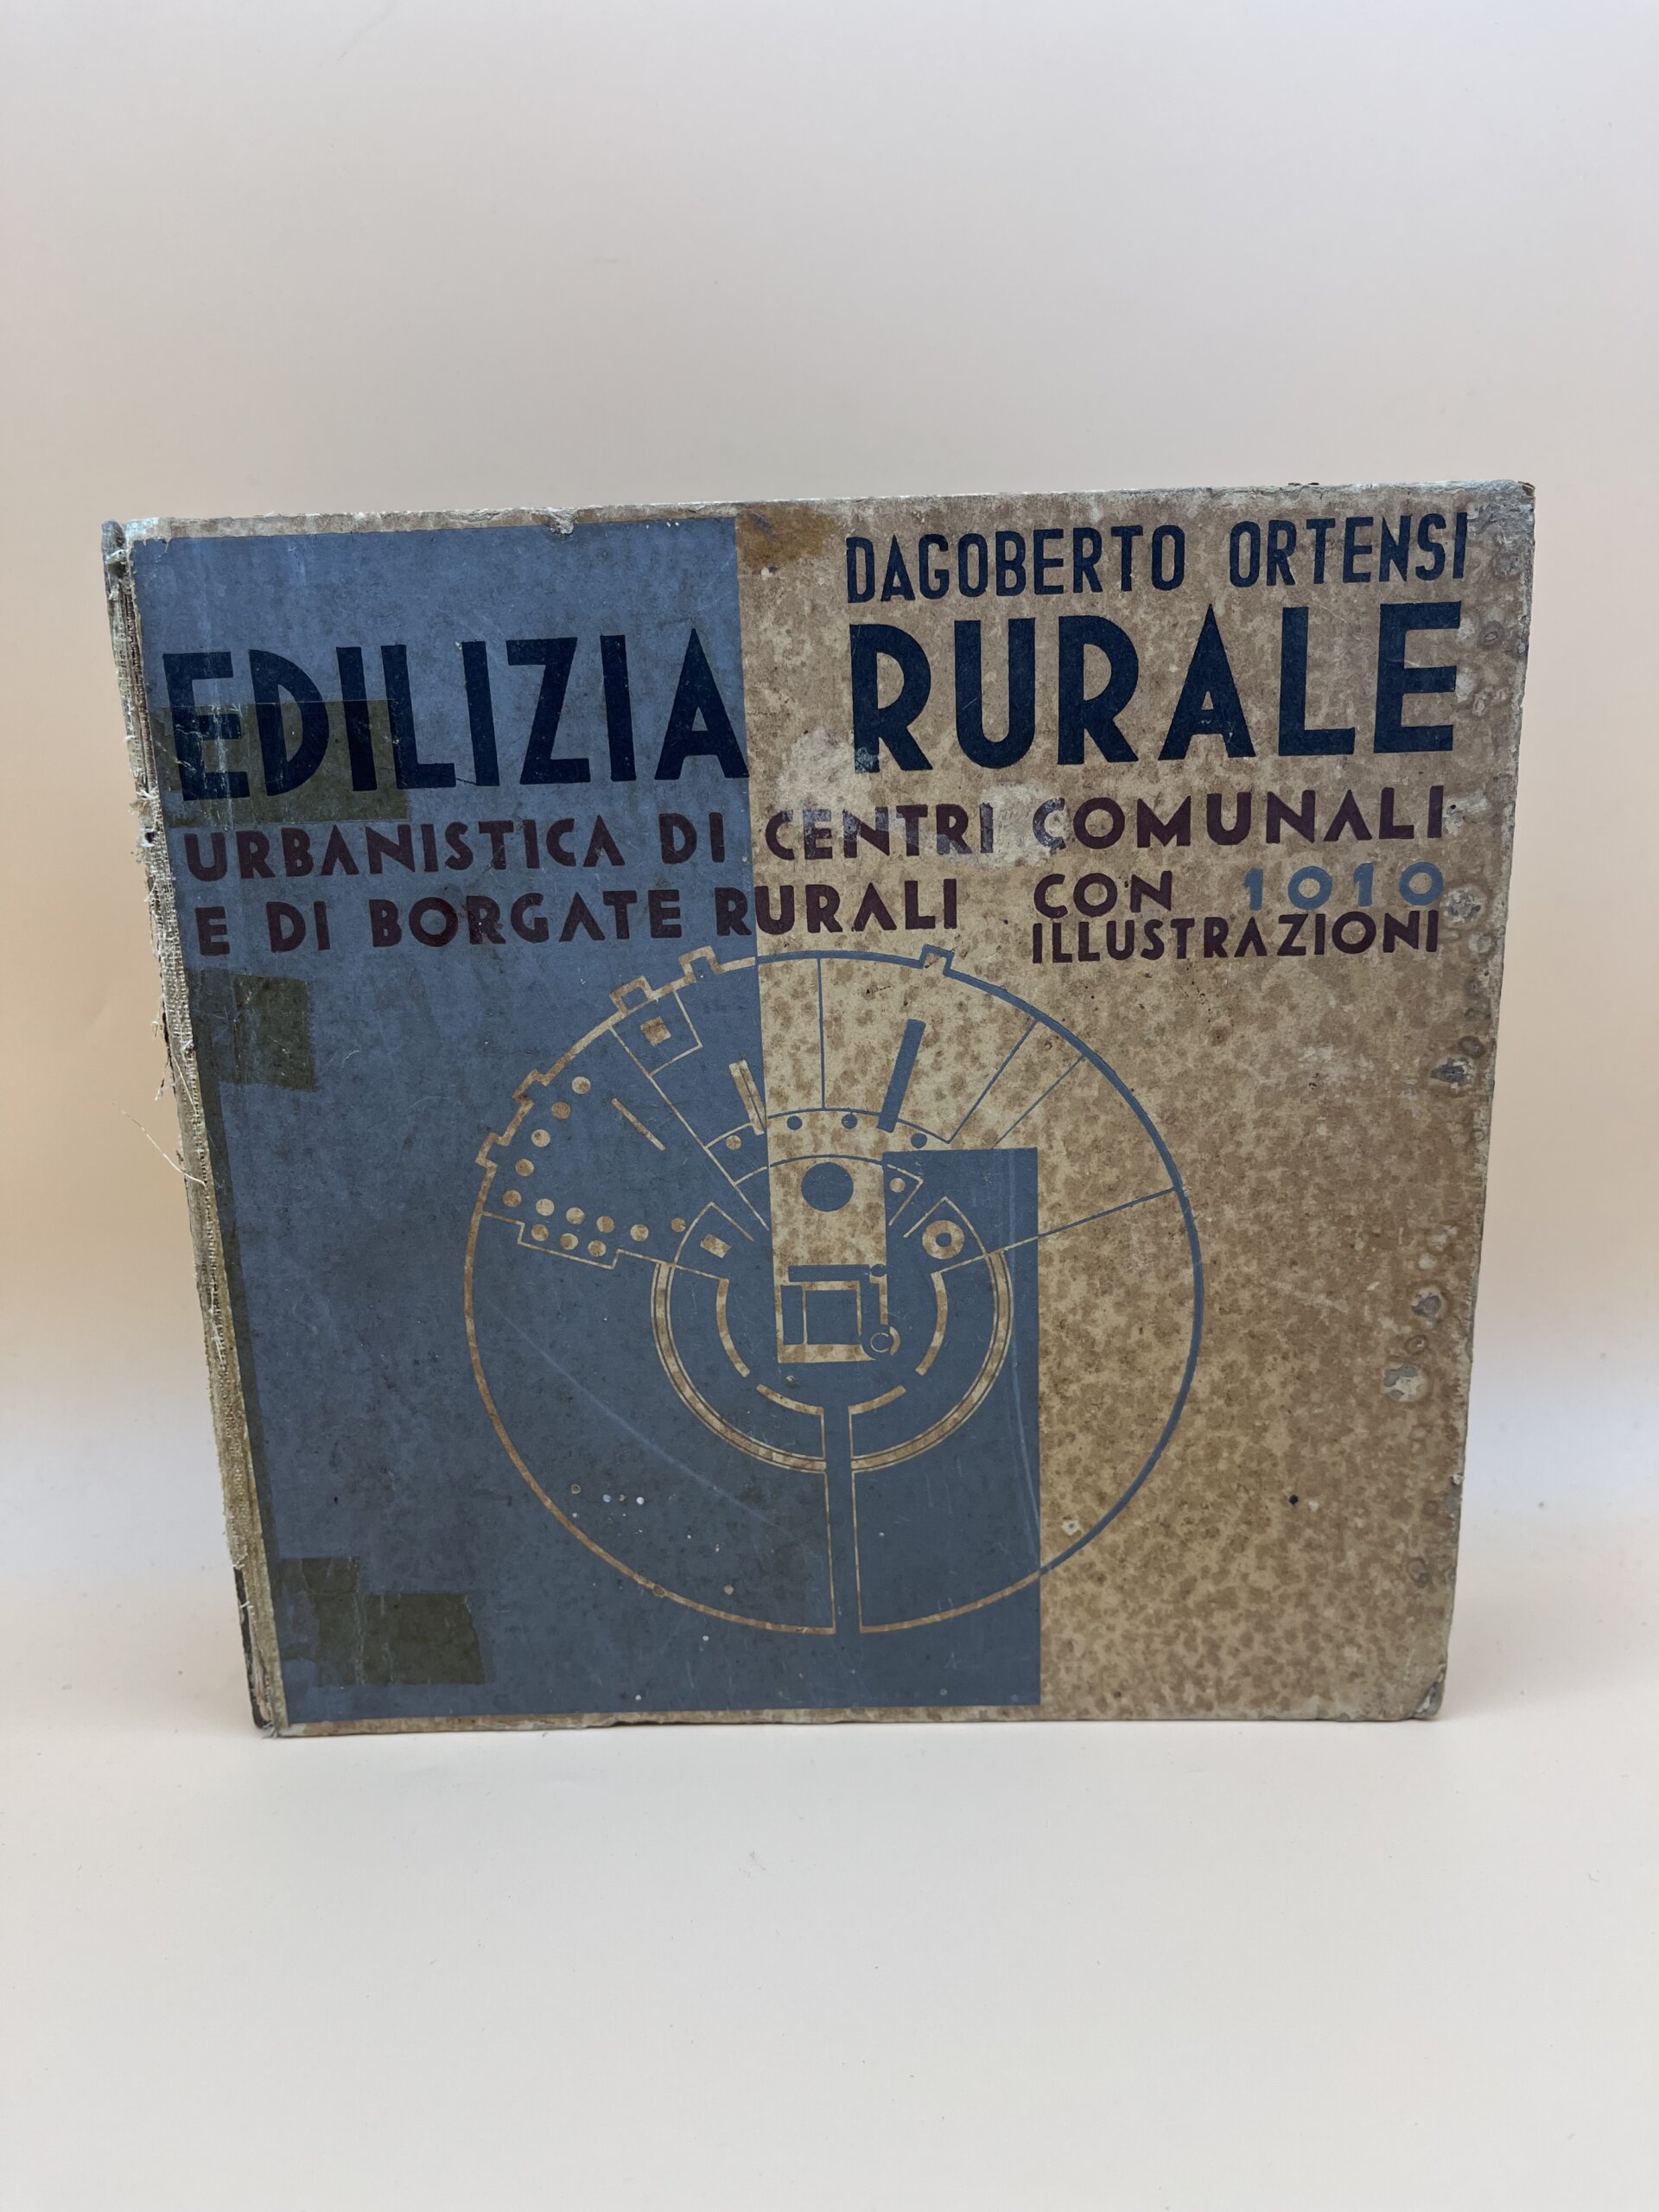 DAGOBERTO ORTENSI
EDILIZIA RURALE
URBANISTICA DI CENTRI COMUNALI
E DI BORGATE RURALI CON 1010
ILLUSTRAZIONI